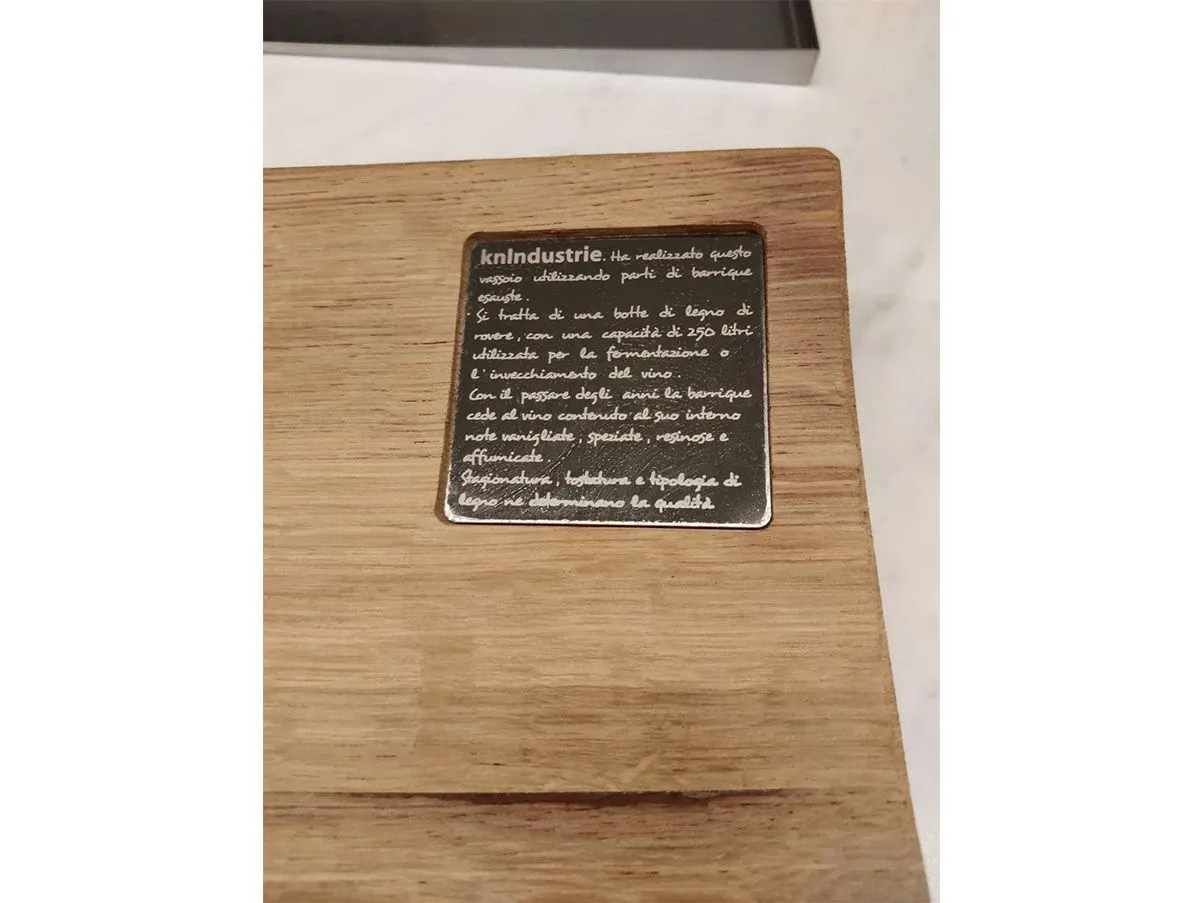 knIndustrie. Ha realizzato questo
vassoio utilizzando parti di barrique
esauste.
Si tratta di una botte di legno di
rovere, con una capacità di 250 litri
utilizzata per la fermentazione o
l'invecchiamento del vino.
Con il passare degli anni la barrique
cede al vino contenuto al suo interno
note vanigliate, speziate, resinose e
affumicate.
Stagionatura, tostatura e tipologia di
legno ne determinano la qualità